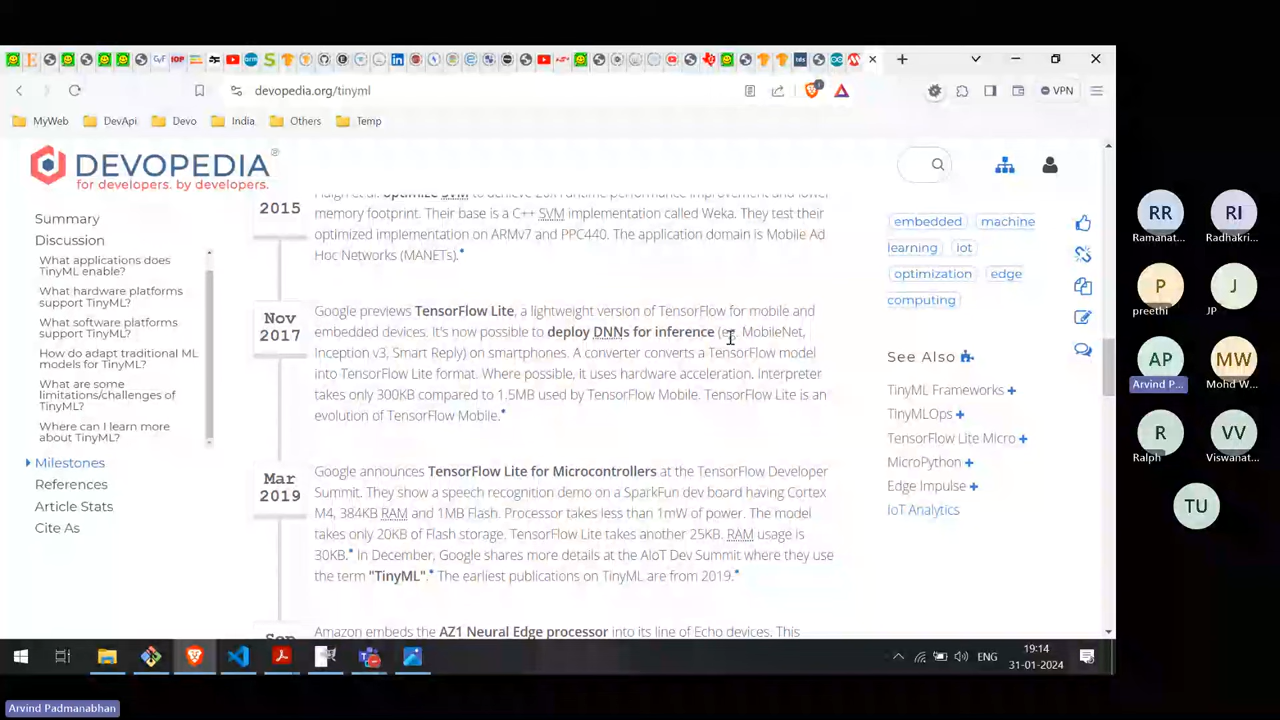 devopedia.org/tinyml
VPN
MyWeb
DevApi
Devo
India
Others
Temp
DEVOPEDIA
for developers. by developers.
Summary
Discussion
What applications does
TinyML enable?
What hardware platforms
support TinyML?
What software platforms
support TinyML?
How do adapt traditional ML
models for TinyML?
What are some
limitations/challenges of
TinyML?
Where can I learn more
about TinyML?
Milestones
References
Article Stats
Cite As
2015
memory footprint. Their base is a C++ SVM implementation called Weka. They test their
optimized implementation on ARMv7 and PPC440. The application domain is Mobile Ad
Hoc Networks (MANETs).
Nov
2017
Google previews TensorFlow Lite, a lightweight version of TensorFlow for mobile and
embedded devices. It's now possible to deploy DNNs for inference (eg. MobileNet,
Inception v3, Smart Reply) on smartphones. A converter converts a TensorFlow model
into TensorFlow Lite format. Where possible, it uses hardware acceleration. Interpreter
takes only 300KB compared to 1.5MB used by TensorFlow Mobile. TensorFlow Lite is an
evolution of TensorFlow Mobile.
Mar
2019
Google announces TensorFlow Lite for Microcontrollers at the TensorFlow Developer
Summit. They show a speech recognition demo on a SparkFun dev board having Cortex
M4, 384KB RAM and 1MB Flash. Processor takes less than 1mW of power. The model
takes only 20KB of Flash storage. TensorFlow Lite takes another 25KB. RAM usage is
30KB. In December, Google shares more details at the AIoT Dev Summit where they use
the term "TinyML". The earliest publications on TinyML are from 2019.
Sep
Amazon embeds the AZ1 Neural Edge processor into its line of Echo devices. This
embedded
machine
learning
iot
optimization
edge
computing
See Also
TinyML Frameworks +
TinyMLOps +
TensorFlow Lite Micro +
MicroPython +
Edge Impulse +
IoT Analytics
ENG
19:14
31-01-2024
RR
Ramanat...
RI
Radhakri...
P
preethi
J
JP
AP
Arvind P...
MW
Mohd W...
R
Ralph
VV
Viswanat...
TU
Arvind Padmanabhan